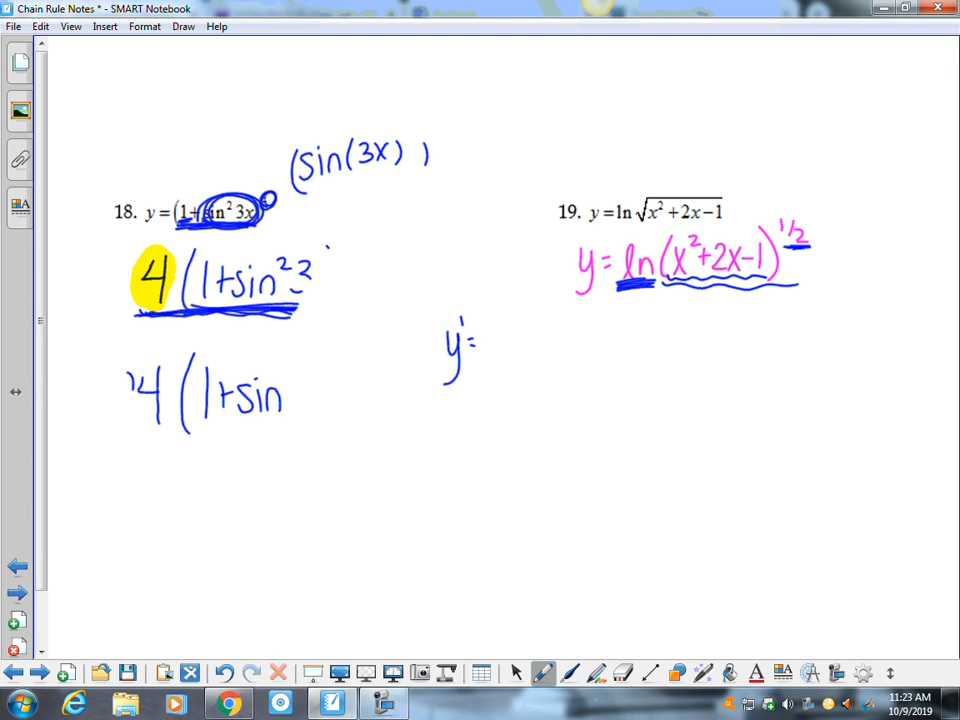 Chain Rule Notes * - SMART Notebook
File Edit View Insert Format Draw Help
(sin(3x) )
18. y = (1 + sin² 3x)
4(1+sin²3
4(1+sin
19. y = ln √x² + 2x − 1
y = ln(x²+2x-1)^1/2
y' =
11:23 AM
10/9/2019